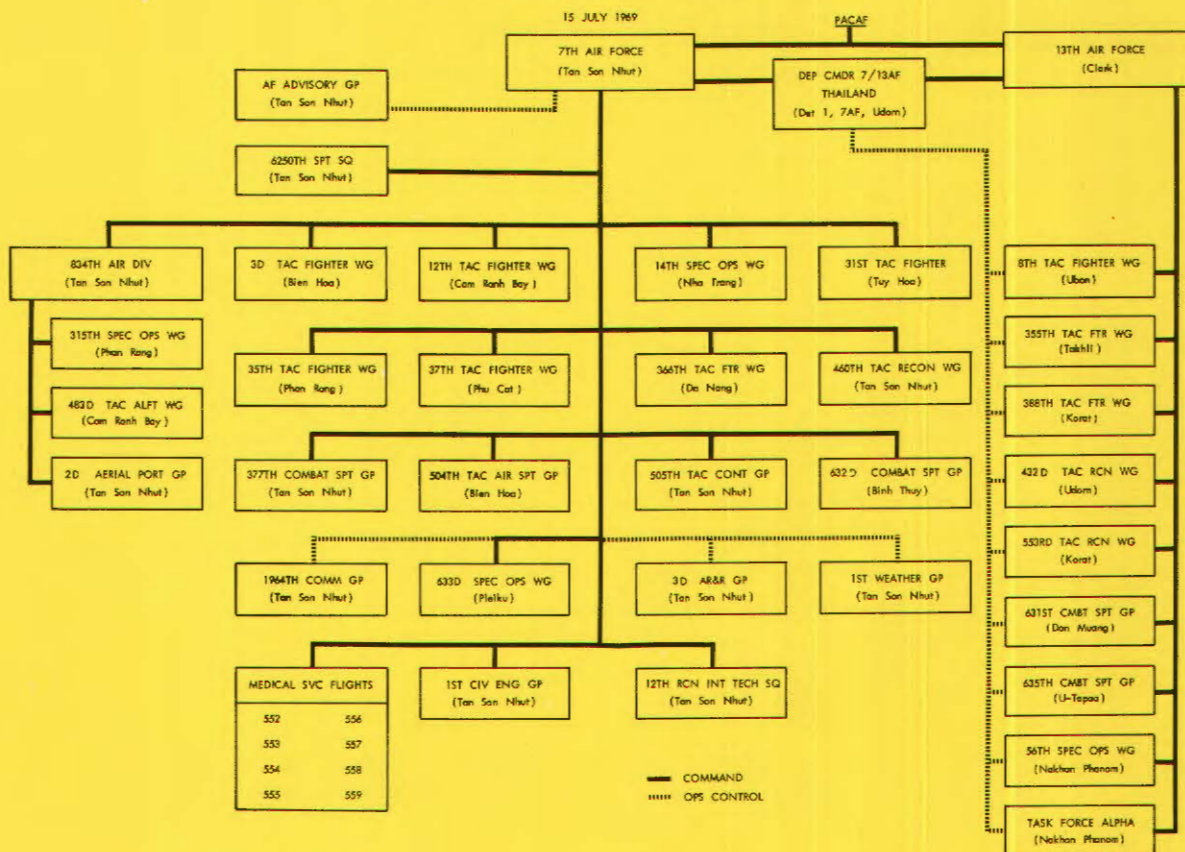 15 JULY 1969
PACAF
7TH AIR FORCE
(Tan Son Nhut)
13TH AIR FORCE
(Clark)
DEP CMDR 7/13AF
THAILAND
(Det 1, 7AF, Udorn)
AF ADVISORY GP
(Tan Son Nhut)
6250TH SPT SQ
(Tan Son Nhut)
834TH AIR DIV
(Tan Son Nhut)
3D TAC FIGHTER WG
(Bien Hoa)
12TH TAC FIGHTER WG
(Cam Ranh Bay)
14TH SPEC OPS WG
(Nha Trang)
31ST TAC FIGHTER
(Tuy Hoa)
315TH SPEC OPS WG
(Phan Rang)
483D TAC ALFT WG
(Cam Ranh Bay)
2D AERIAL PORT GP
(Tan Son Nhut)
35TH TAC FIGHTER WG
(Phan Rang)
37TH TAC FIGHTER WG
(Phu Cat)
366TH TAC FTR WG
(Da Nang)
460TH TAC RECON WG
(Tan Son Nhut)
377TH COMBAT SPT GP
(Tan Son Nhut)
504TH TAC AIR SPT GP
(Bien Hoa)
505TH TAC CONT GP
(Tan Son Nhut)
632D COMBAT SPT GP
(Binh Thuy)
1964TH COMM GP
(Tan Son Nhut)
633D SPEC OPS WG
(Pleiku)
3D AR&R GP
(Tan Son Nhut)
1ST WEATHER GP
(Tan Son Nhut)
MEDICAL SVC FLIGHTS
552 556
553 557
554 558
555 559
1ST CIV ENG GP
(Tan Son Nhut)
12TH RCN INT TECH SQ
(Tan Son Nhut)
8TH TAC FIGHTER WG
(Ubon)
355TH TAC FTR WG
(Takhli)
388TH TAC FTR WG
(Korat)
432D TAC RCN WG
(Udorn)
553RD TAC RCN WG
(Korat)
631ST CMBT SPT GP
(Don Muang)
635TH CMBT SPT GP
(U-Tapao)
56TH SPEC OPS WG
(Nakhon Phanom)
TASK FORCE ALPHA
(Nakhon Phanom)
COMMAND
OPS CONTROL